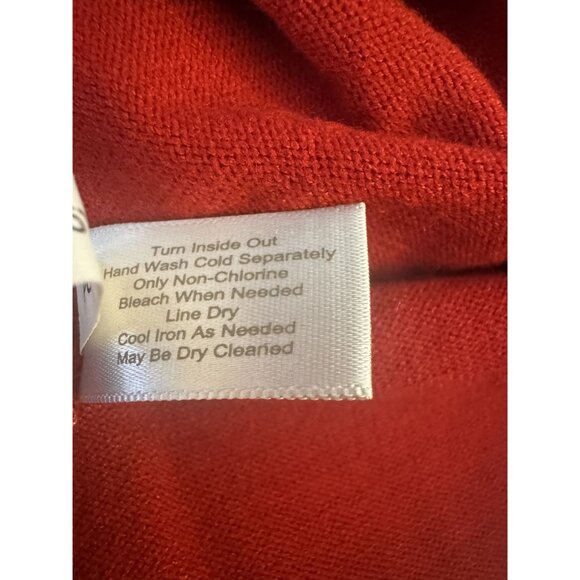 Turn Inside Out
Hand Wash Cold Separately
Only Non-Chlorine
Bleach When Needed
Line Dry
Cool Iron As Needed
May Be Dry Cleaned